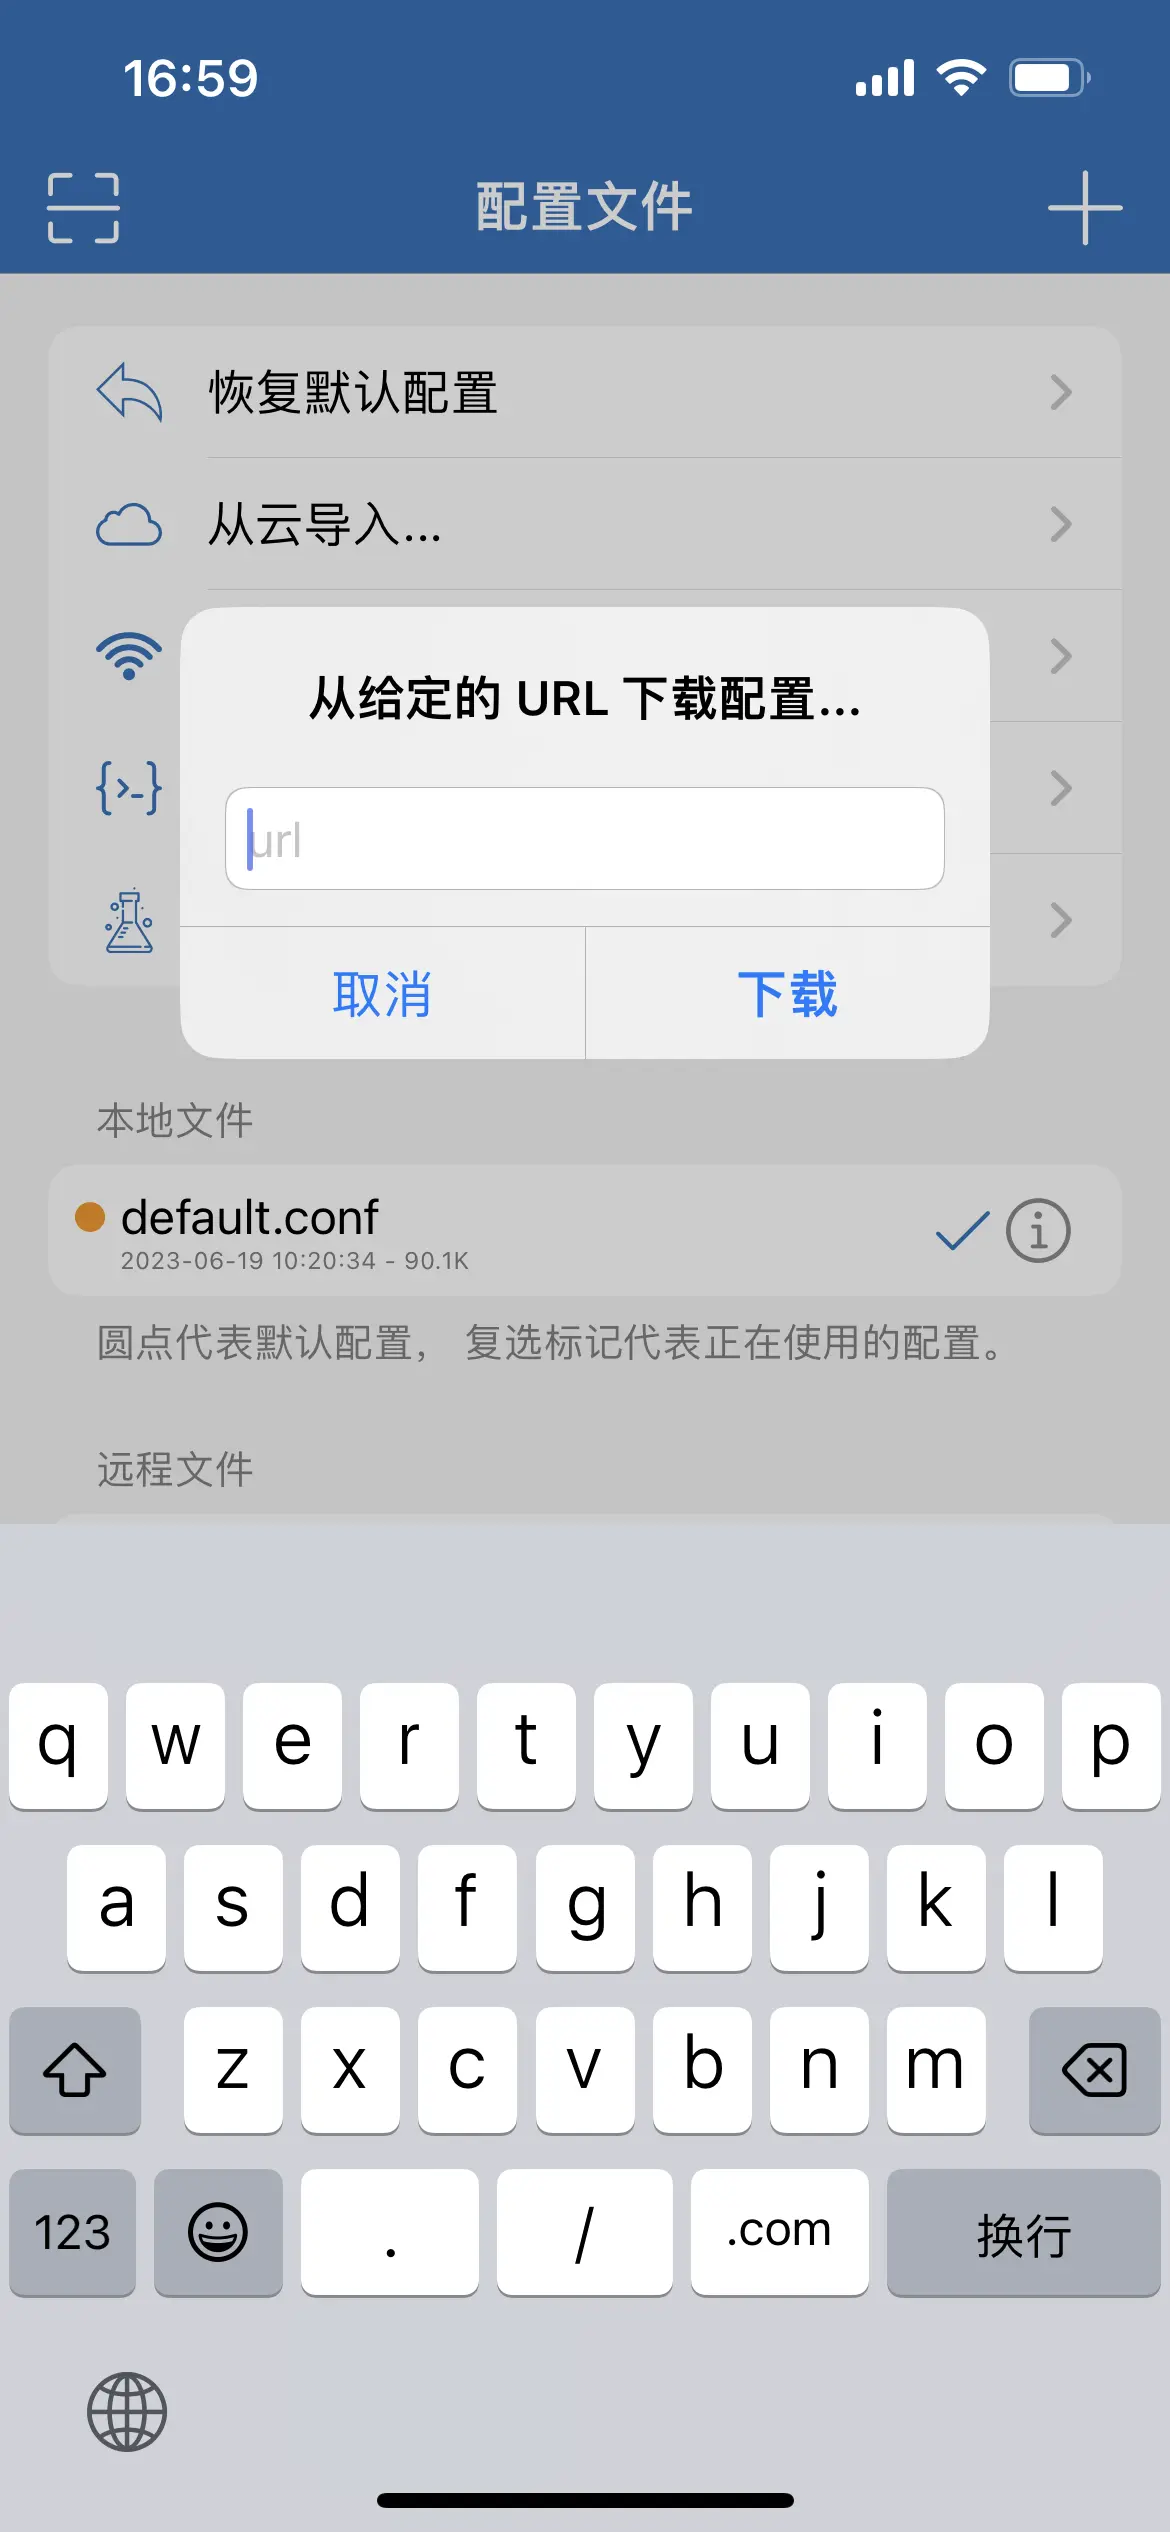 16:59
配置文件
恢复默认配置
从云导入...
从给定的 URL 下载配置...
url
取消
下载
本地文件
default.conf
2023-06-19 10:20:34 - 90.1K
圆点代表默认配置， 复选标记代表正在使用的配置。
远程文件
q w e r t y u i o p
a s d f g h j k l
z x c v b n m
123 . / .com 换行